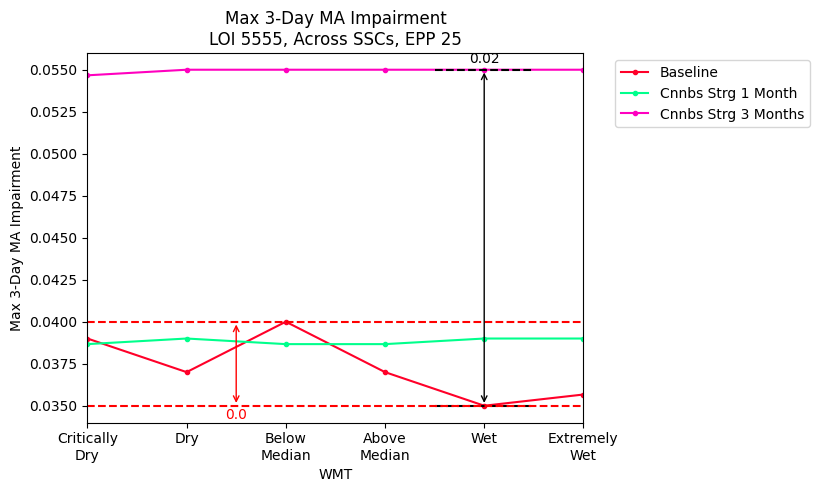 Max 3-Day MA Impairment
LOI 5555, Across SSCs, EPP 25
0.02
Baseline
Cnnbs Strg 1 Month
Cnnbs Strg 3 Months
Max 3-Day MA Impairment
0.0550
0.0525
0.0500
0.0475
0.0450
0.0425
0.0400
0.0375
0.0350
0.0
Critically
Dry
Dry
Below
Median
Above
Median
Wet
Extremely
Wet
WMT